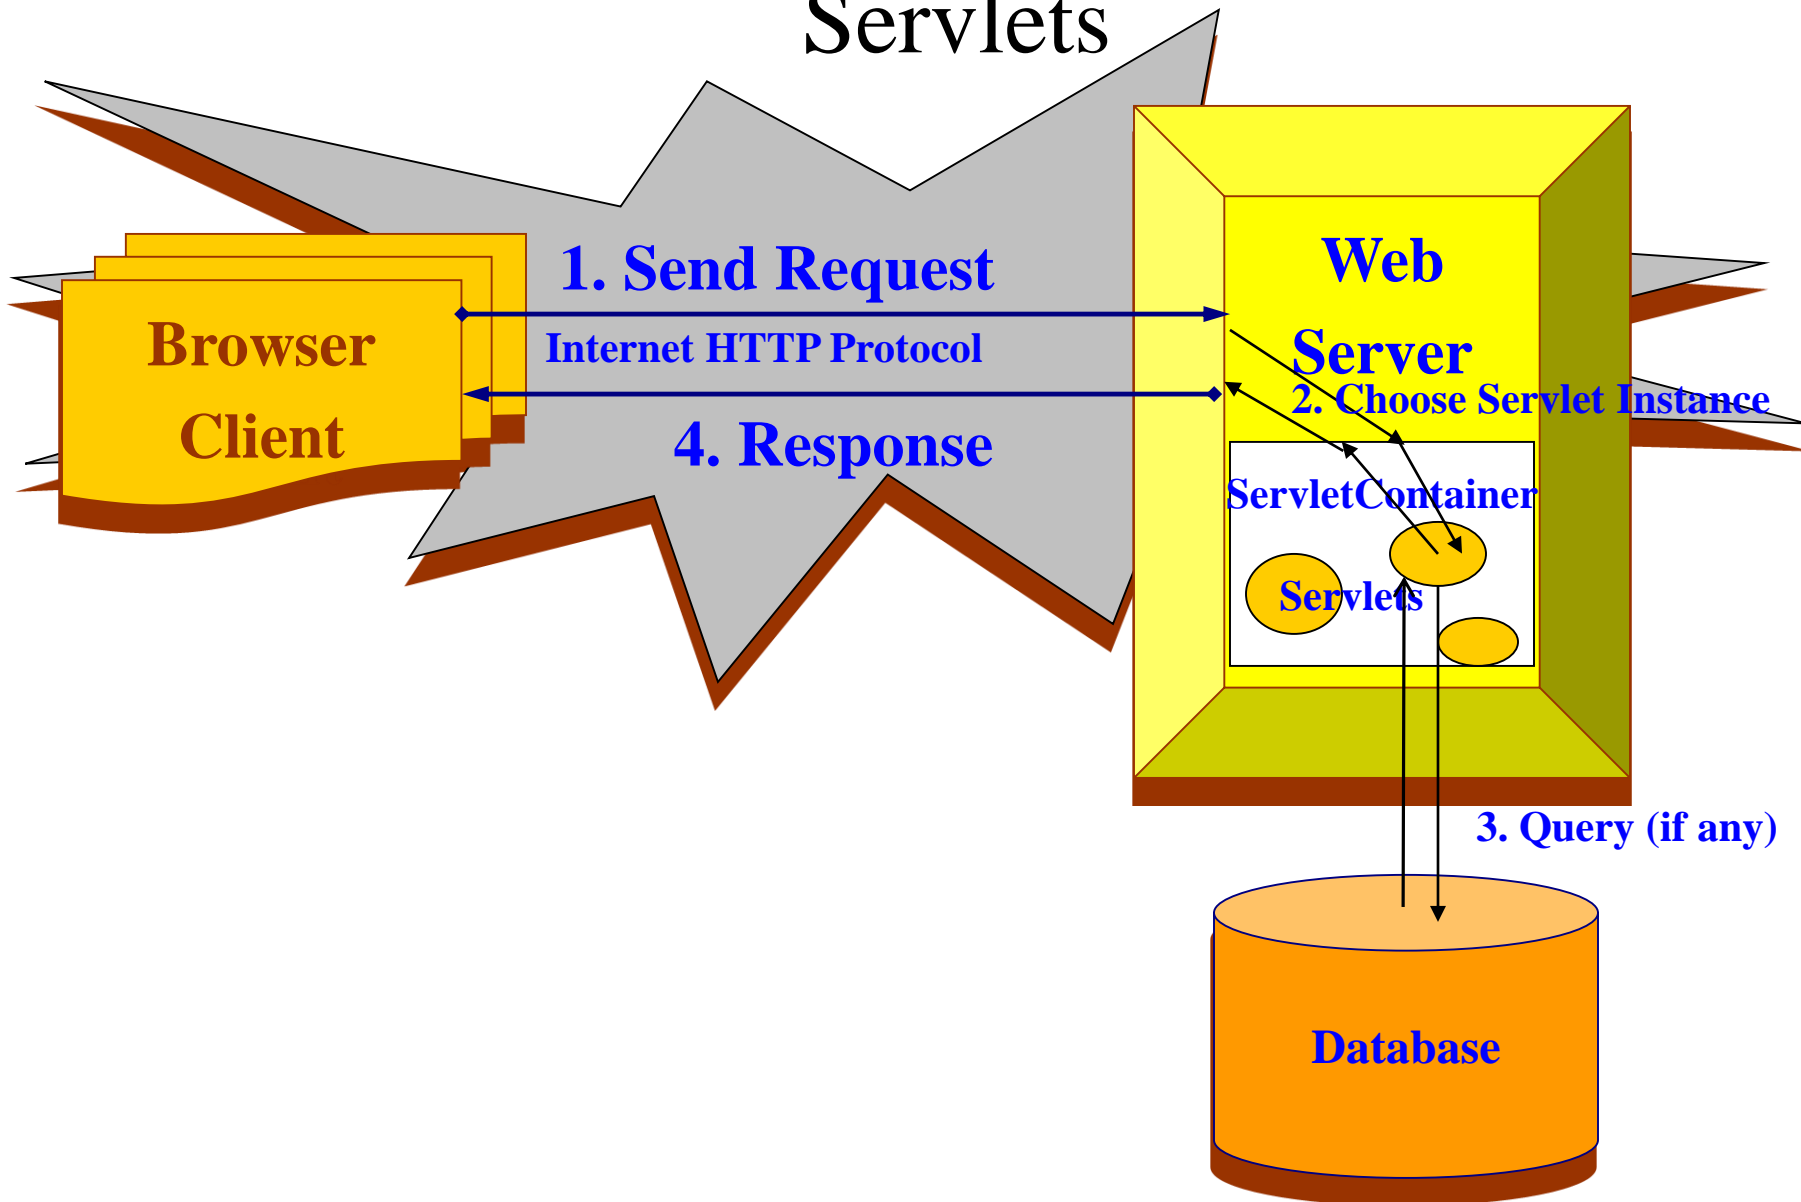 Servlets
1. Send Request
Internet HTTP Protocol
4. Response
Browser
Client
Web
Server
2. Choose Servlet Instance
ServletContainer
Servlets
3. Query (if any)
Database